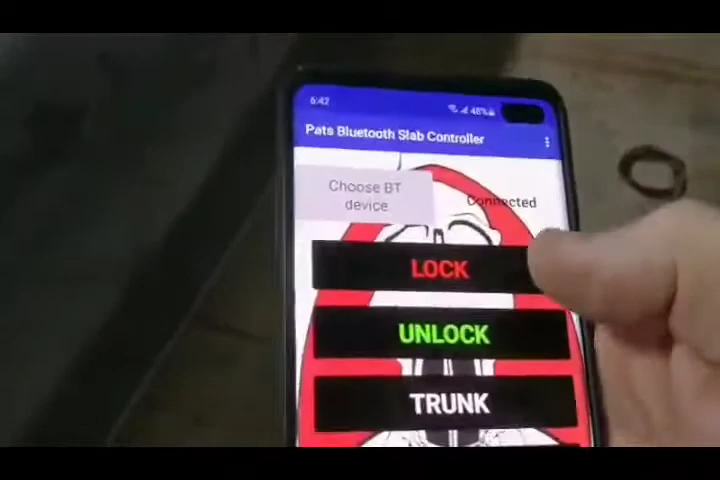 6:42
48%
Pats Bluetooth Slab Controller
Choose BT
device
Connected
LOCK
UNLOCK
TRUNK